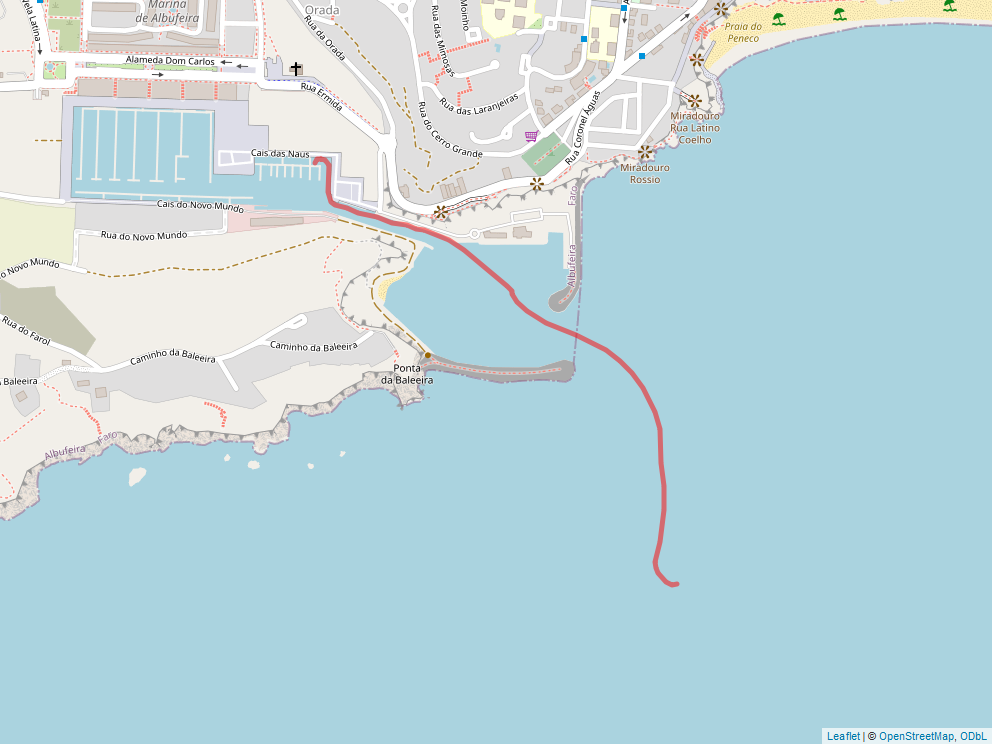 Orada
Marina
de Albufeira
vela Latina
Rua da Orada
Rua das Mimosas
Moinho
Praia do
Peneco
Alameda Dom Carlos
Rua Ermida
Rua das Laranjeiras
Rua do Cerro Grande
Rua Coronel Águas
Miradouro
Rua Latino
Coelho
Cais das Naus
Miradouro
Rossio
Cais do Novo Mundo
Faro
Albufeira
Rua do Novo Mundo
o Novo Mundo
Rua do Farol
Caminho da Baleeira
Caminho da Baleeira
Ponta
da Baleeira
a Baleeira
Albufeira
Faro
Leaflet | © OpenStreetMap, ODbL